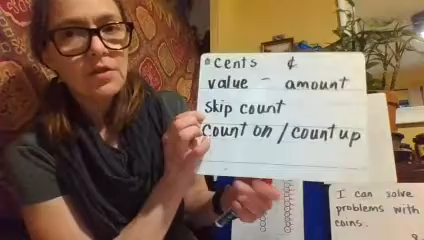 cents ¢
value - amount
skip count
count on / count up
I can solve
problems with
coins.